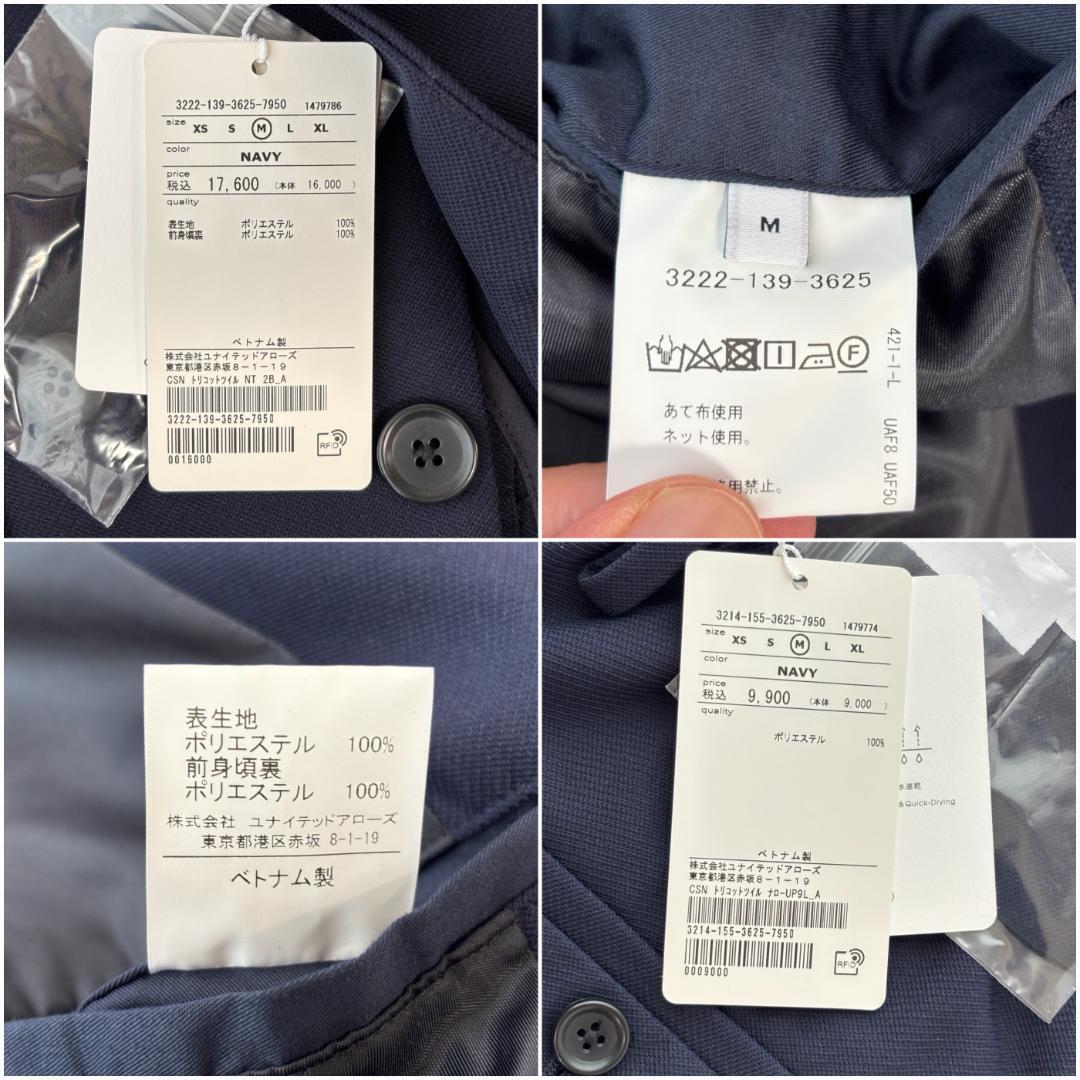 3222-139-3625-7950 1479786
size XS S M L XL
color
NAVY
price
税込 17,600 (本体 16,000 )
quality
表生地 ポリエステル 100%
前身頃裏 ポリエステル 100%
ベトナム製
株式会社ユナイテッドアローズ
東京都港区赤坂8-1-19
CSN トリコットツイル NT 2B_A
3222-139-3625-7950
0016000
RFID
M
3222-139-3625
F
あて布使用
ネット使用。
使用禁止。
421-1-L UAF8 UAF50
表生地
ポリエステル 100%
前身頃裏
ポリエステル 100%
株式会社 ユナイテッドアローズ
東京都港区赤坂 8-1-19
ベトナム製
3214-155-3625-7950 1479774
size XS S M L XL
color
NAVY
price
税込 9,900 (本体 9,000 )
quality
ポリエステル 100%
ベトナム製
株式会社ユナイテッドアローズ
東京都港区赤坂8-1-19
CSN トリコットツイル ナローUP9L_A
3214-155-3625-7950
0009000
RFID
水速乾
& Quick-Drying